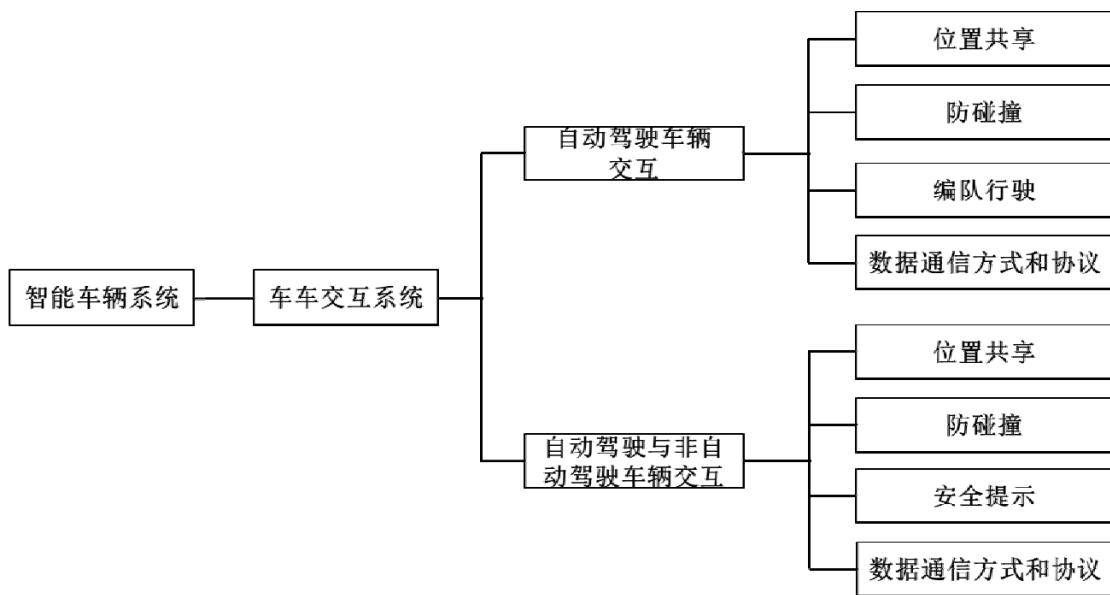 位置共享
防碰撞
自动驾驶车辆
交互
编队行驶
数据通信方式和协议
智能车辆系统
车车交互系统
位置共享
防碰撞
自动驾驶与非自
动驾驶车辆交互
安全提示
数据通信方式和协议